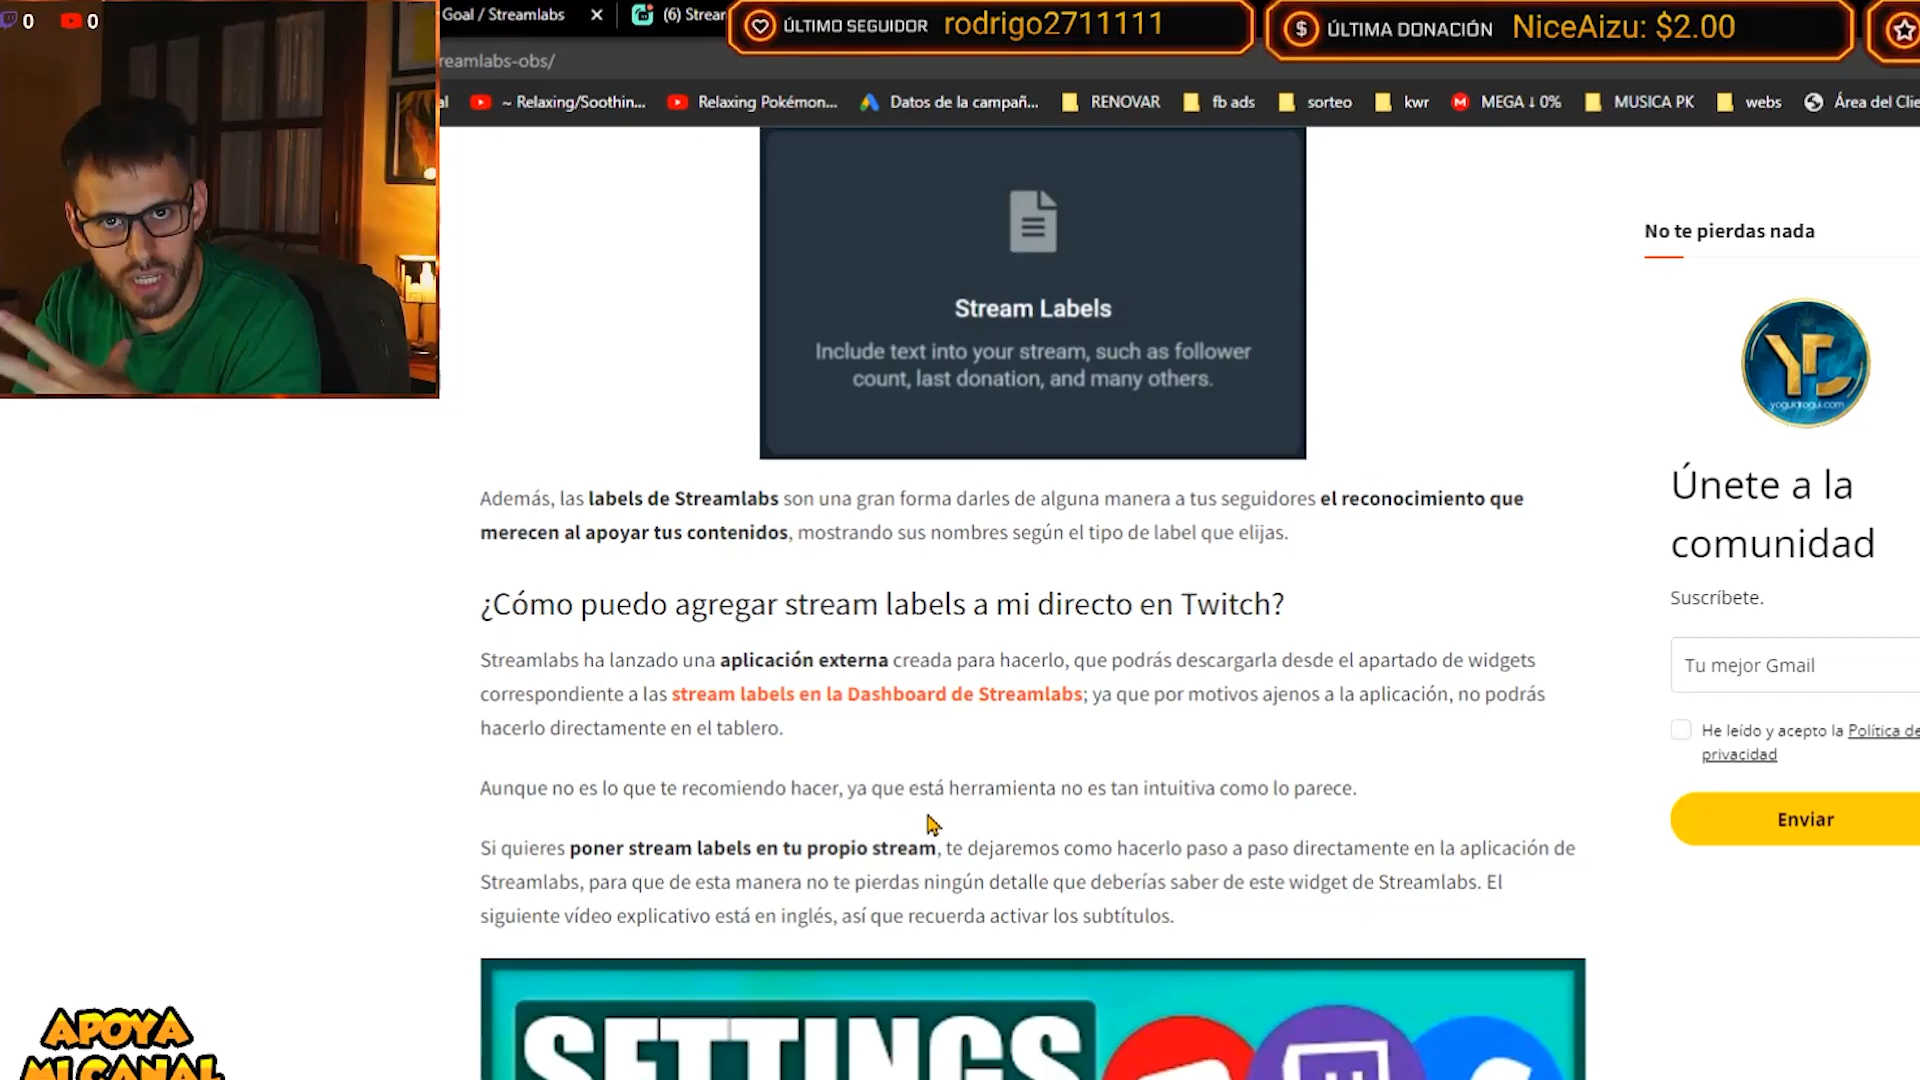 0 0
Goal / Streamlabs
(6) Strear
ÚLTIMO SEGUIDOR rodrigo2711111
ÚLTIMA DONACIÓN NiceAizu: $2.00
reamlabs-obs/
al
~ Relaxing/Soothin...
Relaxing Pokémon...
Datos de la campañ...
RENOVAR
fb ads
sorteo
kwr
MEGA ↓ 0%
MUSICA PK
webs
Área del Clie
Stream Labels
Include text into your stream, such as follower
count, last donation, and many others.
Además, las labels de Streamlabs son una gran forma darles de alguna manera a tus seguidores el reconocimiento que
merecen al apoyar tus contenidos, mostrando sus nombres según el tipo de label que elijas.
¿Cómo puedo agregar stream labels a mi directo en Twitch?
Streamlabs ha lanzado una aplicación externa creada para hacerlo, que podrás descargarla desde el apartado de widgets
correspondiente a las stream labels en la Dashboard de Streamlabs; ya que por motivos ajenos a la aplicación, no podrás
hacerlo directamente en el tablero.
Aunque no es lo que te recomiendo hacer, ya que está herramienta no es tan intuitiva como lo parece.
Si quieres poner stream labels en tu propio stream, te dejaremos como hacerlo paso a paso directamente en la aplicación de
Streamlabs, para que de esta manera no te pierdas ningún detalle que deberías saber de este widget de Streamlabs. El
siguiente vídeo explicativo está en inglés, así que recuerda activar los subtítulos.
SETTINGS
No te pierdas nada
yoguidrogui.com
Únete a la
comunidad
Suscríbete.
Tu mejor Gmail
He leído y acepto la Política de
privacidad
Enviar
APOYA
MI CANAL